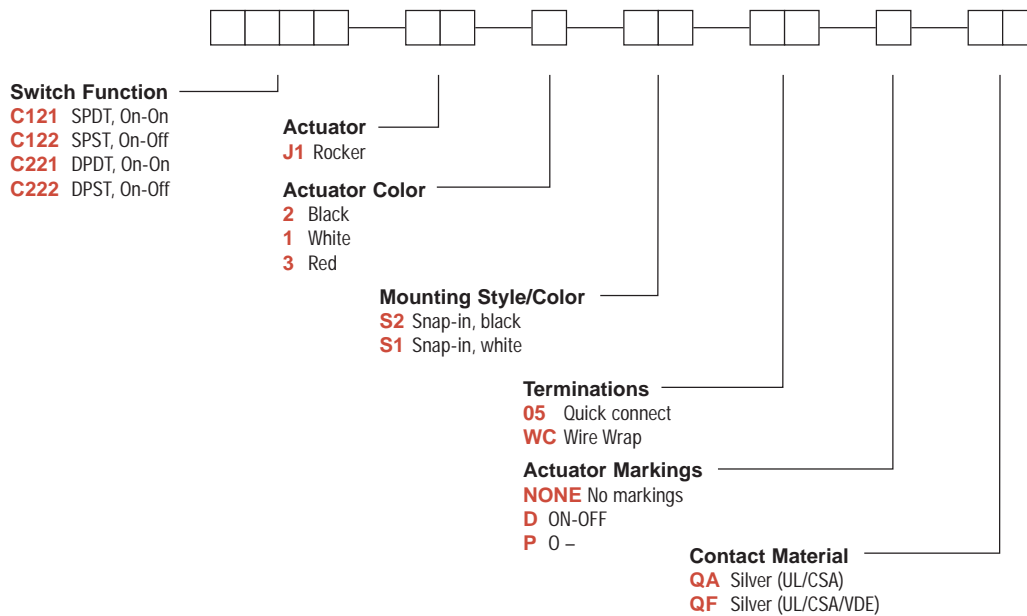 Switch Function
C121 SPDT, On-On
C122 SPST, On-Off
C221 DPDT, On-On
C222 DPST, On-Off
Actuator
J1 Rocker
Actuator Color
2 Black
1 White
3 Red
Mounting Style/Color
S2 Snap-in, black
S1 Snap-in, white
Terminations
05 Quick connect
WC Wire Wrap
Actuator Markings
NONE No markings
D ON-OFF
P O –
Contact Material
QA Silver (UL/CSA)
QF Silver (UL/CSA/VDE)